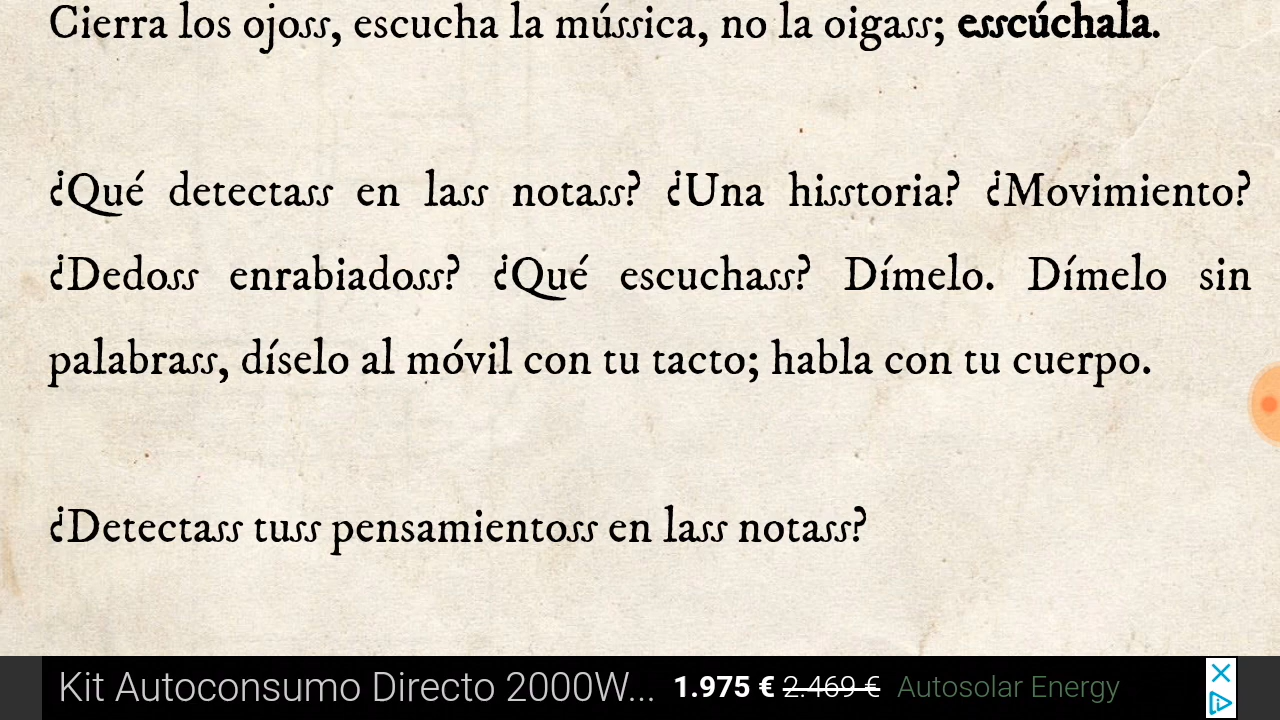 Cierra los ojoss, escucha la mússica, no la oigass; esscúchala.
¿Qué detectass en lass notass? ¿Una hisstoria? ¿Movimiento?
¿Dedoss enrabiadoss? ¿Qué escuchass? Dímelo. Dímelo sin
palabrass, díselo al móvil con tu tacto; habla con tu cuerpo.
¿Detectass tuss pensamientoss en lass notass?
Kit Autoconsumo Directo 2000W... 1.975 € 2.469 € Autosolar Energy